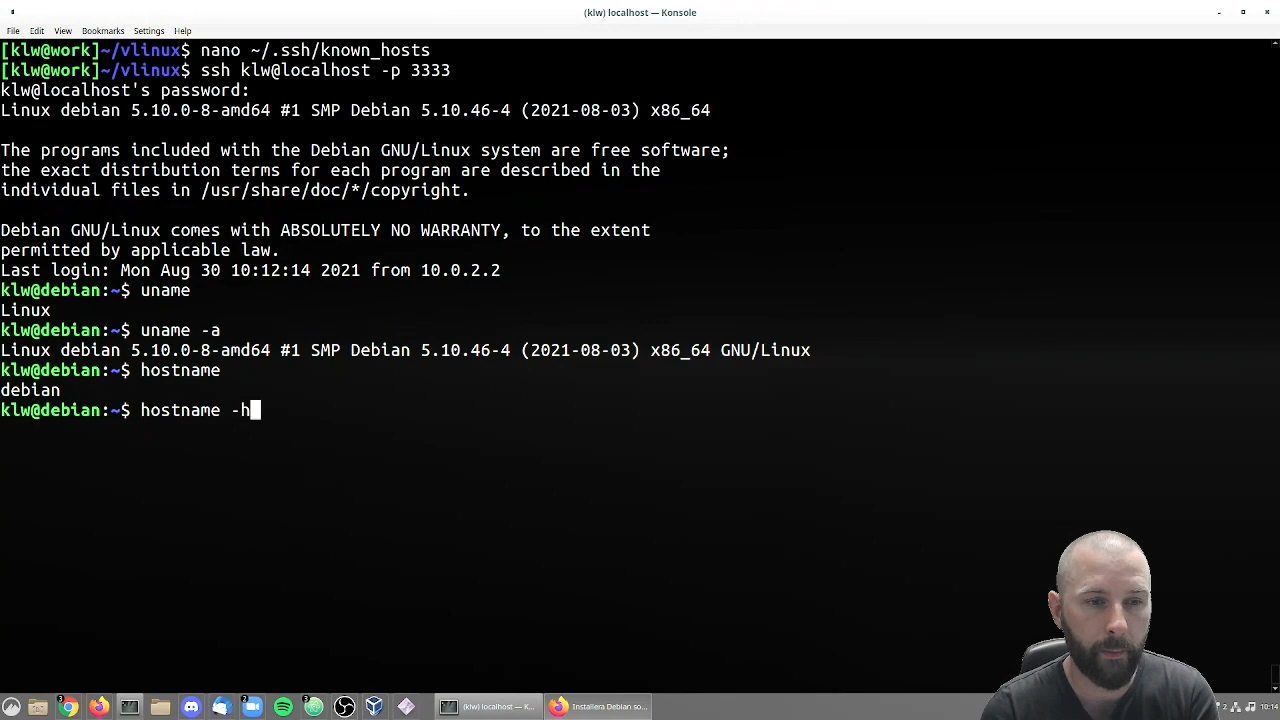 (klw) localhost — Konsole
File Edit View Bookmarks Settings Help
[klw@work]~/vlinux$ nano ~/.ssh/known_hosts
[klw@work]~/vlinux$ ssh klw@localhost -p 3333
klw@localhost's password:
Linux debian 5.10.0-8-amd64 #1 SMP Debian 5.10.46-4 (2021-08-03) x86_64
The programs included with the Debian GNU/Linux system are free software;
the exact distribution terms for each program are described in the
individual files in /usr/share/doc/*/copyright.
Debian GNU/Linux comes with ABSOLUTELY NO WARRANTY, to the extent
permitted by applicable law.
Last login: Mon Aug 30 10:12:14 2021 from 10.0.2.2
klw@debian:~$ uname
Linux
klw@debian:~$ uname -a
Linux debian 5.10.0-8-amd64 #1 SMP Debian 5.10.46-4 (2021-08-03) x86_64 GNU/Linux
klw@debian:~$ hostname
debian
klw@debian:~$ hostname -h
3 2 3 (klw) localhost — K... Installera Debian so... 2 10:14